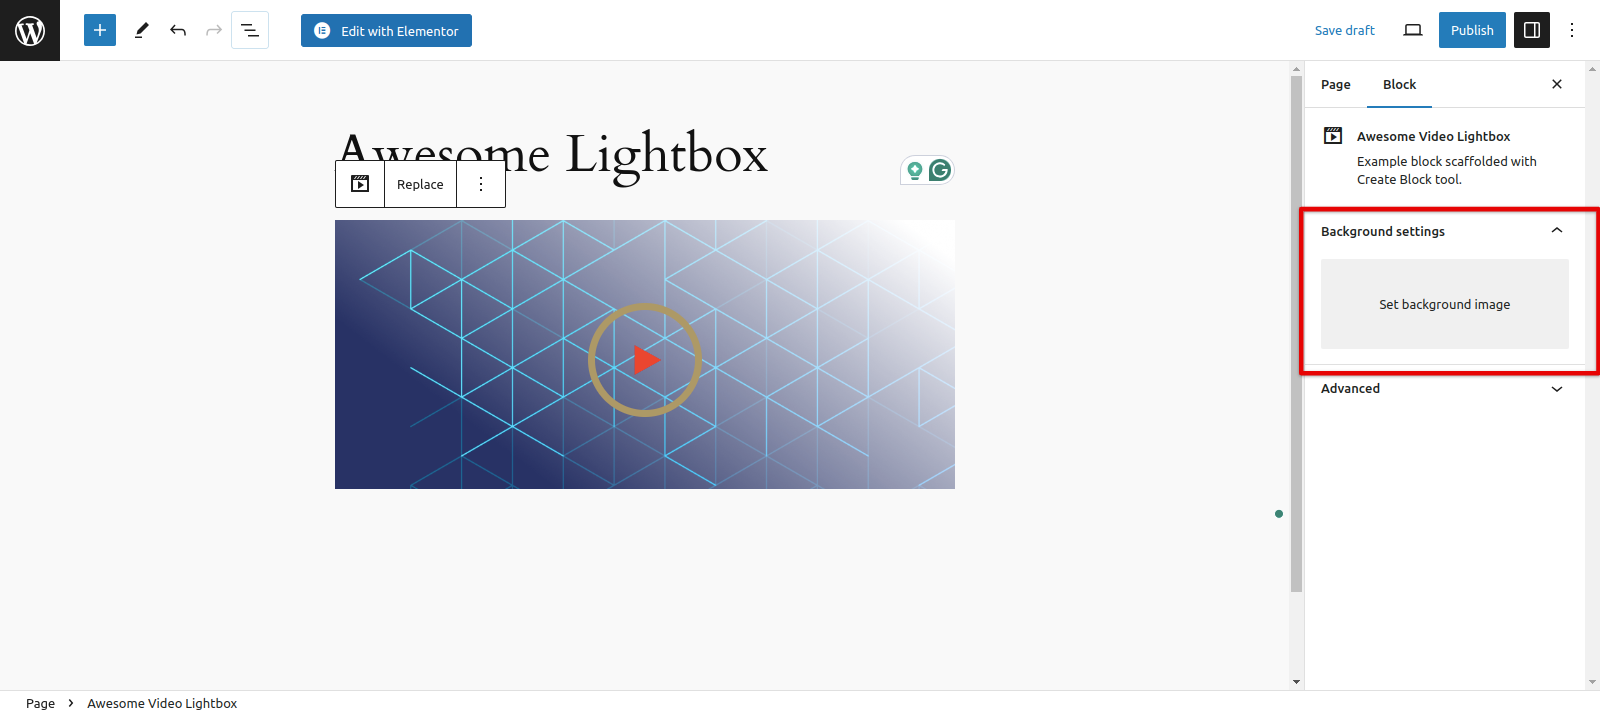 Edit with Elementor
Save draft
Publish
Page
Block
Awesome Lightbox
Replace
Awesome Video Lightbox
Example block scaffolded with
Create Block tool.
Background settings
Set background image
Advanced
Page
Awesome Video Lightbox